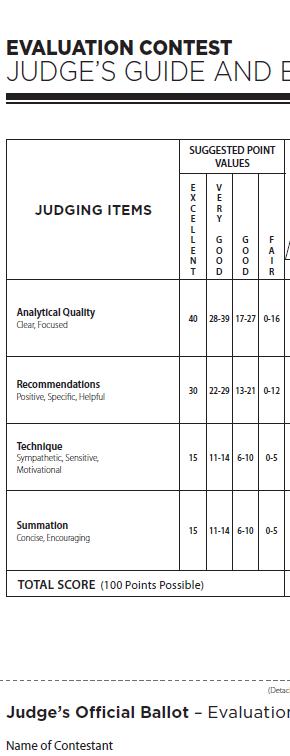 EVALUATION CONTEST
JUDGE'S GUIDE AND
SUGGESTED POINT
VALUES
JUDGING ITEMS
EXCELLENT
VERY GOOD
GOOD
FAIR
Analytical Quality
Clear, Focused
40 28-39 17-27 0-16
Recommendations
Positive, Specific, Helpful
30 22-29 13-21 0-12
Technique
Sympathetic, Sensitive,
Motivational
15 11-14 6-10 0-5
Summation
Concise, Encouraging
15 11-14 6-10 0-5
TOTAL SCORE (100 Points Possible)
(Detac
Judge's Official Ballot – Evaluation
Name of Contestant